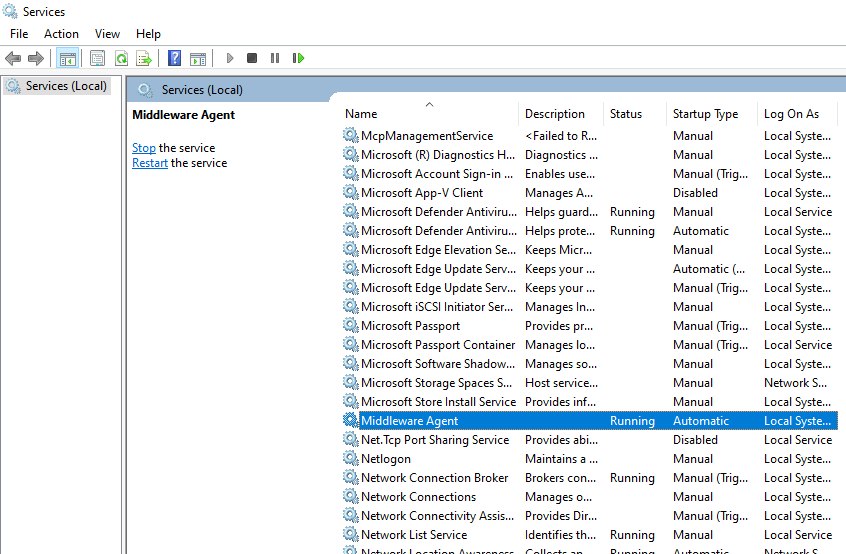 Services
File Action View Help
Services (Local)
Services (Local)
Middleware Agent
Stop the service
Restart the service
Name Description Status Startup Type Log On As
McpManagementService <Failed to R... Manual Local Syste...
Microsoft (R) Diagnostics H... Diagnostics ... Manual Local Syste...
Microsoft Account Sign-in ... Enables use... Manual (Trig... Local Syste...
Microsoft App-V Client Manages A... Disabled Local Syste...
Microsoft Defender Antiviru... Helps guard... Running Manual Local Service
Microsoft Defender Antiviru... Helps prote... Running Automatic Local Syste...
Microsoft Edge Elevation Se... Keeps Micr... Manual Local Syste...
Microsoft Edge Update Serv... Keeps your ... Automatic (... Local Syste...
Microsoft Edge Update Serv... Keeps your ... Manual (Trig... Local Syste...
Microsoft iSCSI Initiator Ser... Manages In... Manual Local Syste...
Microsoft Passport Provides pr... Manual (Trig... Local Syste...
Microsoft Passport Container Manages lo... Manual (Trig... Local Service
Microsoft Software Shadow... Manages so... Manual Local Syste...
Microsoft Storage Spaces S... Host service... Manual Network S...
Microsoft Store Install Service Provides inf... Manual Local Syste...
Middleware Agent Running Automatic Local Syste...
Net.Tcp Port Sharing Service Provides abi... Disabled Local Service
Netlogon Maintains a ... Manual Local Syste...
Network Connection Broker Brokers con... Running Manual (Trig... Local Syste...
Network Connections Manages o... Manual Local Syste...
Network Connectivity Assis... Provides Dir... Manual (Trig... Local Syste...
Network List Service Identifies th... Running Manual Local Service
Network Location Awareness Collects an... Running Automatic Network S...